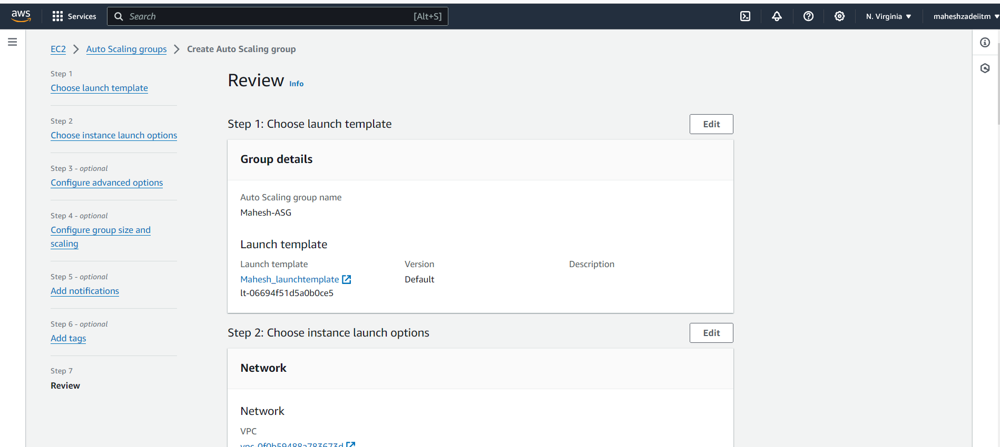 aws
Services
Search [Alt+S]
N. Virginia
maheshzadeiitm
EC2 Auto Scaling groups Create Auto Scaling group
Step 1
Choose launch template
Step 2
Choose instance launch options
Step 3 - optional
Configure advanced options
Step 4 - optional
Configure group size and
scaling
Step 5 - optional
Add notifications
Step 6 - optional
Add tags
Step 7
Review
Review Info
Step 1: Choose launch template
Edit
Group details
Auto Scaling group name
Mahesh-ASG
Launch template
Launch template Version Description
Mahesh_launchtemplate Default
lt-06694f51d5a0b0ce5
Step 2: Choose instance launch options
Edit
Network
Network
VPC
vpc-0f0b59488a783673d